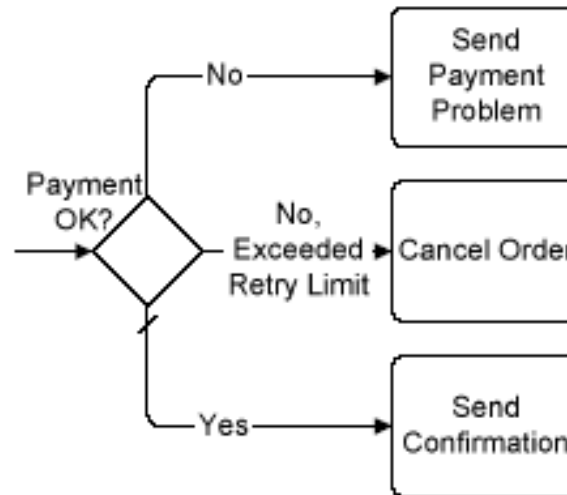 Send
Payment
Problem
No
Payment
OK?
No,
Exceeded
Retry Limit
Cancel Order
Yes
Send
Confirmation